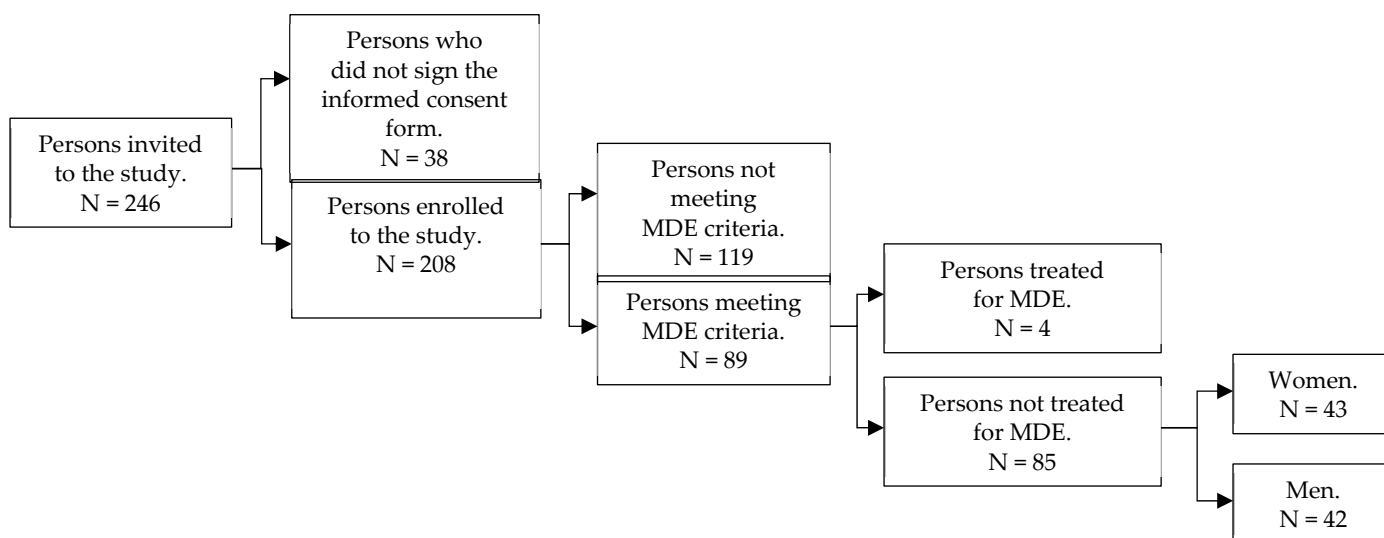 Persons invited
to the study.
N = 246
Persons who
did not sign the
informed consent
form.
N = 38
Persons enrolled
to the study.
N = 208
Persons not
meeting
MDE criteria.
N = 119
Persons meeting
MDE criteria.
N = 89
Persons treated
for MDE.
N = 4
Persons not treated
for MDE.
N = 85
Women.
N = 43
Men.
N = 42